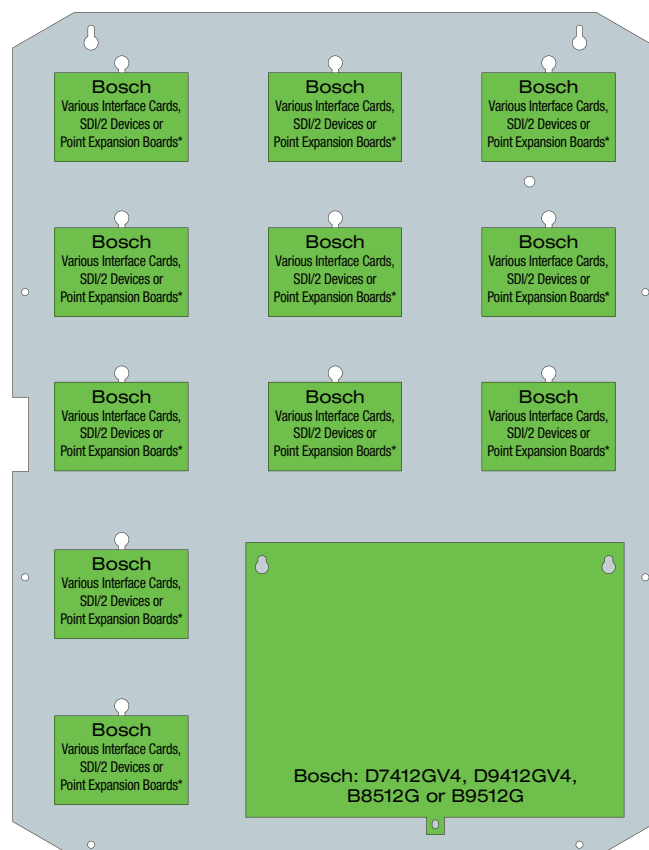 Bosch
Various Interface Cards,
SDI/2 Devices or
Point Expansion Boards*
Bosch
Various Interface Cards,
SDI/2 Devices or
Point Expansion Boards*
Bosch
Various Interface Cards,
SDI/2 Devices or
Point Expansion Boards*
Bosch
Various Interface Cards,
SDI/2 Devices or
Point Expansion Boards*
Bosch
Various Interface Cards,
SDI/2 Devices or
Point Expansion Boards*
Bosch
Various Interface Cards,
SDI/2 Devices or
Point Expansion Boards*
Bosch
Various Interface Cards,
SDI/2 Devices or
Point Expansion Boards*
Bosch
Various Interface Cards,
SDI/2 Devices or
Point Expansion Boards*
Bosch
Various Interface Cards,
SDI/2 Devices or
Point Expansion Boards*
Bosch
Various Interface Cards,
SDI/2 Devices or
Point Expansion Boards*
Bosch
Various Interface Cards,
SDI/2 Devices or
Point Expansion Boards*
Bosch: D7412GV4, D9412GV4,
B8512G or B9512G